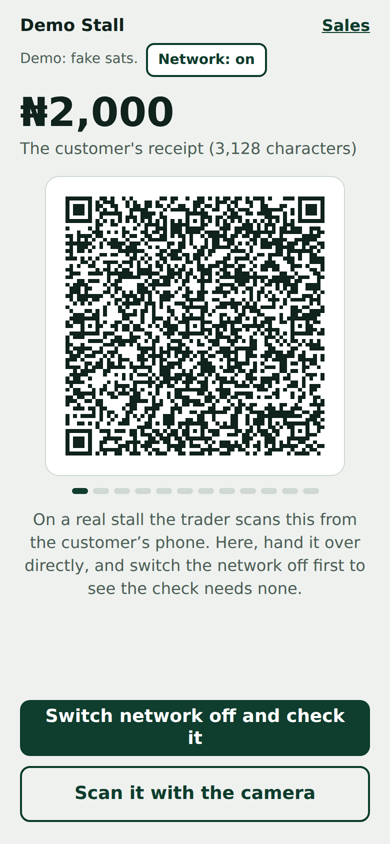 Demo Stall
Sales
Demo: fake sats.
Network: on
₦2,000
The customer's receipt (3,128 characters)
On a real stall the trader scans this from
the customer’s phone. Here, hand it over
directly, and switch the network off first to
see the check needs none.
Switch network off and check
it
Scan it with the camera